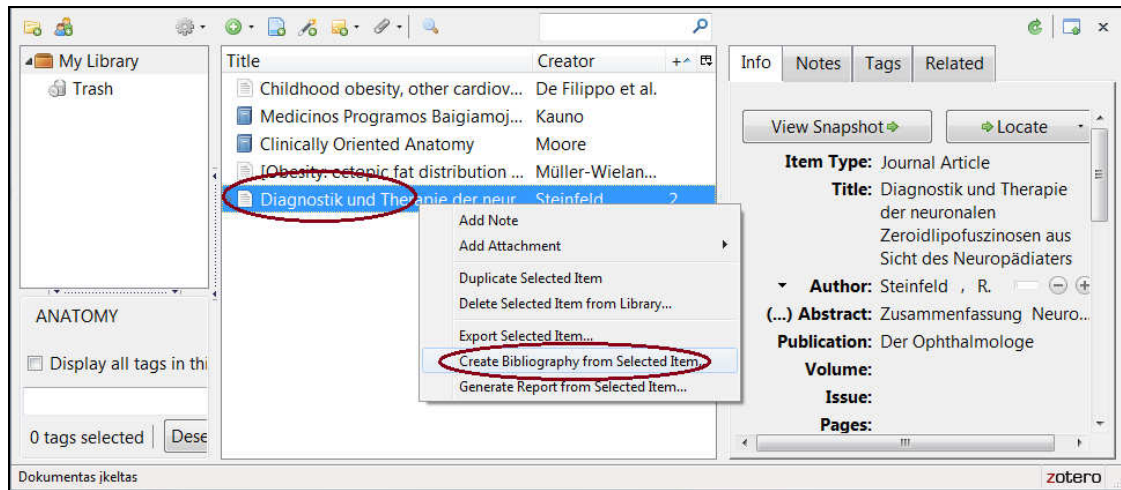 My Library
Trash
ANATOMY
Display all tags in thi
0 tags selected
Dese
Title Creator
Childhood obesity, other cardiov... De Filippo et al.
Medicinos Programos Baigiamoj... Kauno
Clinically Oriented Anatomy Moore
[Obesity: ectopic fat distribution ... Müller-Wielan...
Diagnostik und Therapie der neur Steinfeld 2
Add Note
Add Attachment
Duplicate Selected Item
Delete Selected Item from Library...
Export Selected Item...
Create Bibliography from Selected Item...
Generate Report from Selected Item...
Info Notes Tags Related
View Snapshot Locate
Item Type: Journal Article
Title: Diagnostik und Therapie
der neuronalen
Zeroidlipofuszinosen aus
Sicht des Neuropädiaters
Author: Steinfeld , R.
(...) Abstract: Zusammenfassung Neuro...
Publication: Der Ophthalmologe
Volume:
Issue:
Pages:
Dokumentas įkeltas
zotero